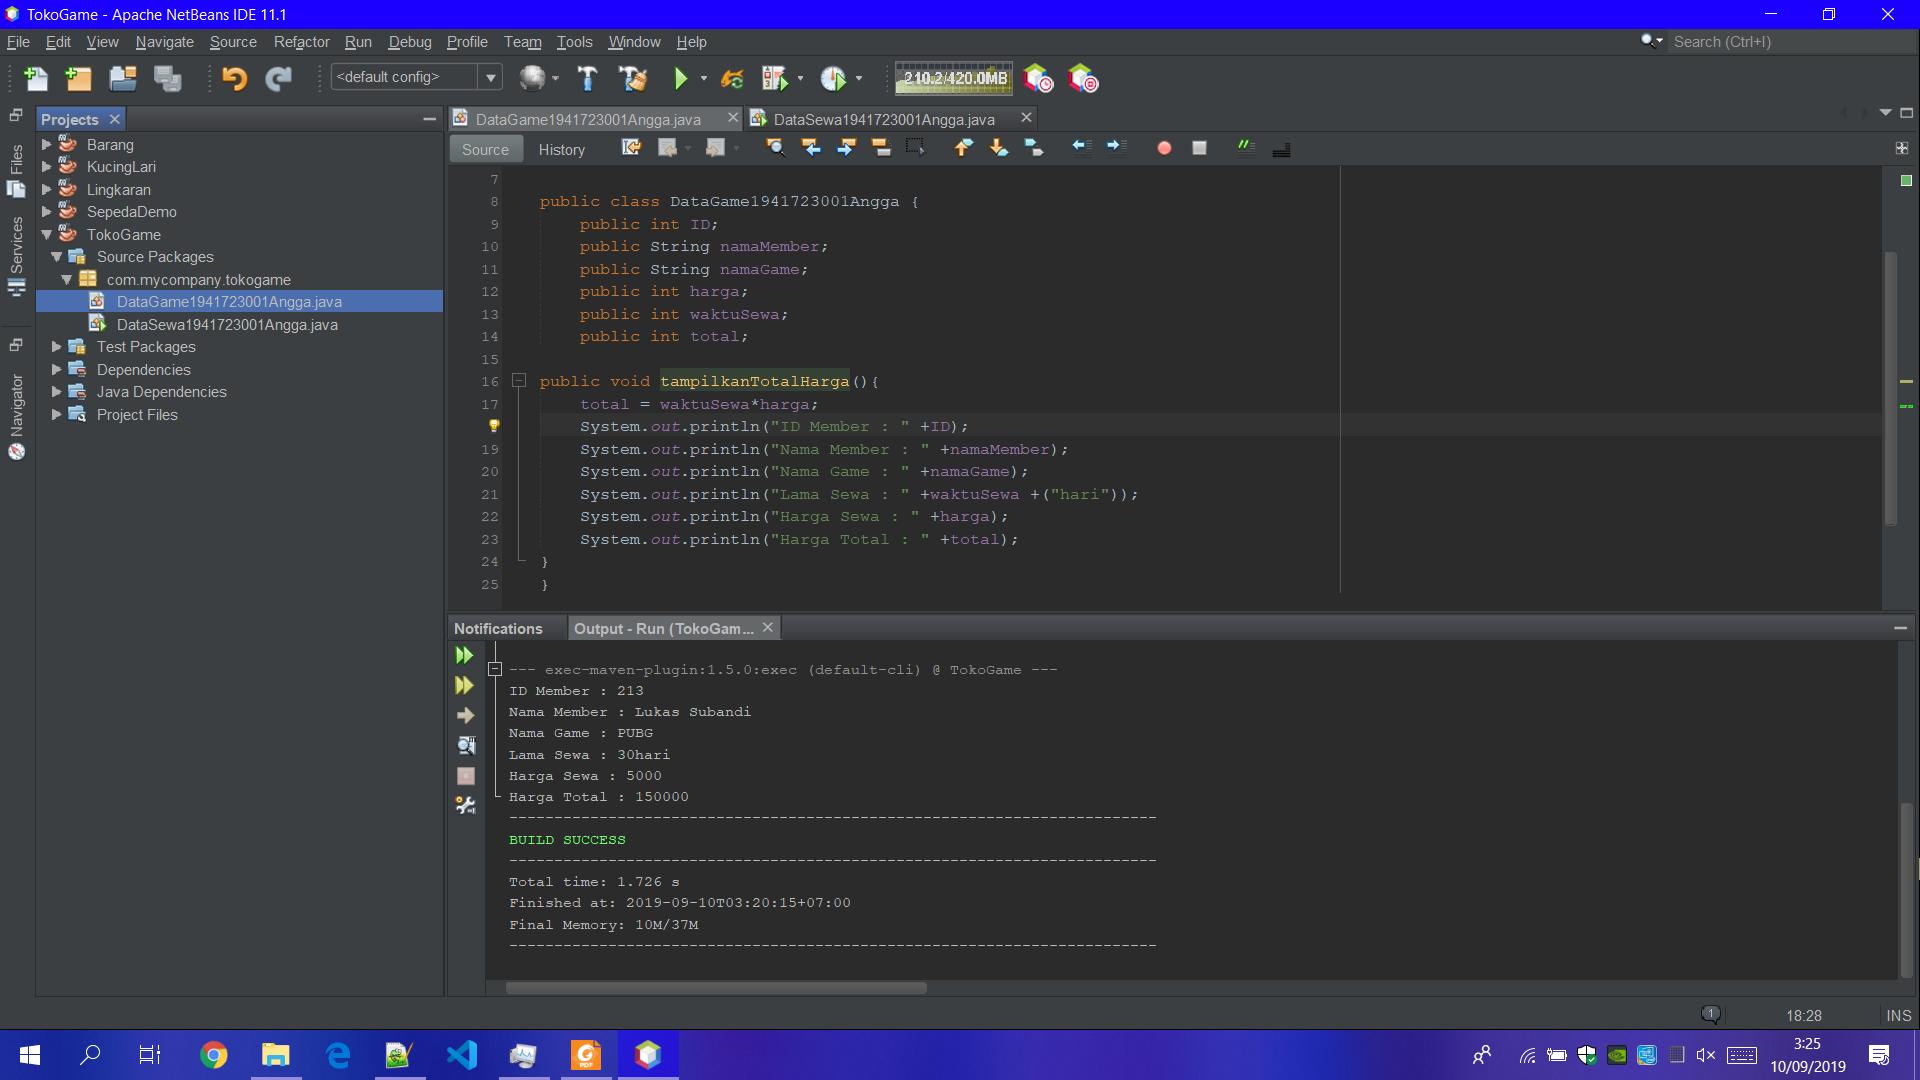 TokoGame - Apache NetBeans IDE 11.1
File Edit View Navigate Source Refactor Run Debug Profile Team Tools Window Help
Search (Ctrl+I)
<default config>
210.2/420.0MB
Projects
DataGame1941723001Angga.java
DataSewa1941723001Angga.java
Files
Services
Navigator
Barang
KucingLari
Lingkaran
SepedaDemo
TokoGame
Source Packages
com.mycompany.tokogame
DataGame1941723001Angga.java
DataSewa1941723001Angga.java
Test Packages
Dependencies
Java Dependencies
Project Files
Source History
7
8 public class DataGame1941723001Angga {
9 public int ID;
10 public String namaMember;
11 public String namaGame;
12 public int harga;
13 public int waktuSewa;
14 public int total;
15
16 public void tampilkanTotalHarga(){
17 total = waktuSewa*harga;
System.out.println("ID Member : " +ID);
19 System.out.println("Nama Member : " +namaMember);
20 System.out.println("Nama Game : " +namaGame);
21 System.out.println("Lama Sewa : " +waktuSewa +("hari"));
22 System.out.println("Harga Sewa : " +harga);
23 System.out.println("Harga Total : " +total);
24 }
25 }
Notifications
Output - Run (TokoGam...
--- exec-maven-plugin:1.5.0:exec (default-cli) @ TokoGame ---
ID Member : 213
Nama Member : Lukas Subandi
Nama Game : PUBG
Lama Sewa : 30hari
Harga Sewa : 5000
Harga Total : 150000
------------------------------------------------------------------------
BUILD SUCCESS
------------------------------------------------------------------------
Total time: 1.726 s
Finished at: 2019-09-10T03:20:15+07:00
Final Memory: 10M/37M
------------------------------------------------------------------------
1
18:28
INS
PDF
3:25
10/09/2019